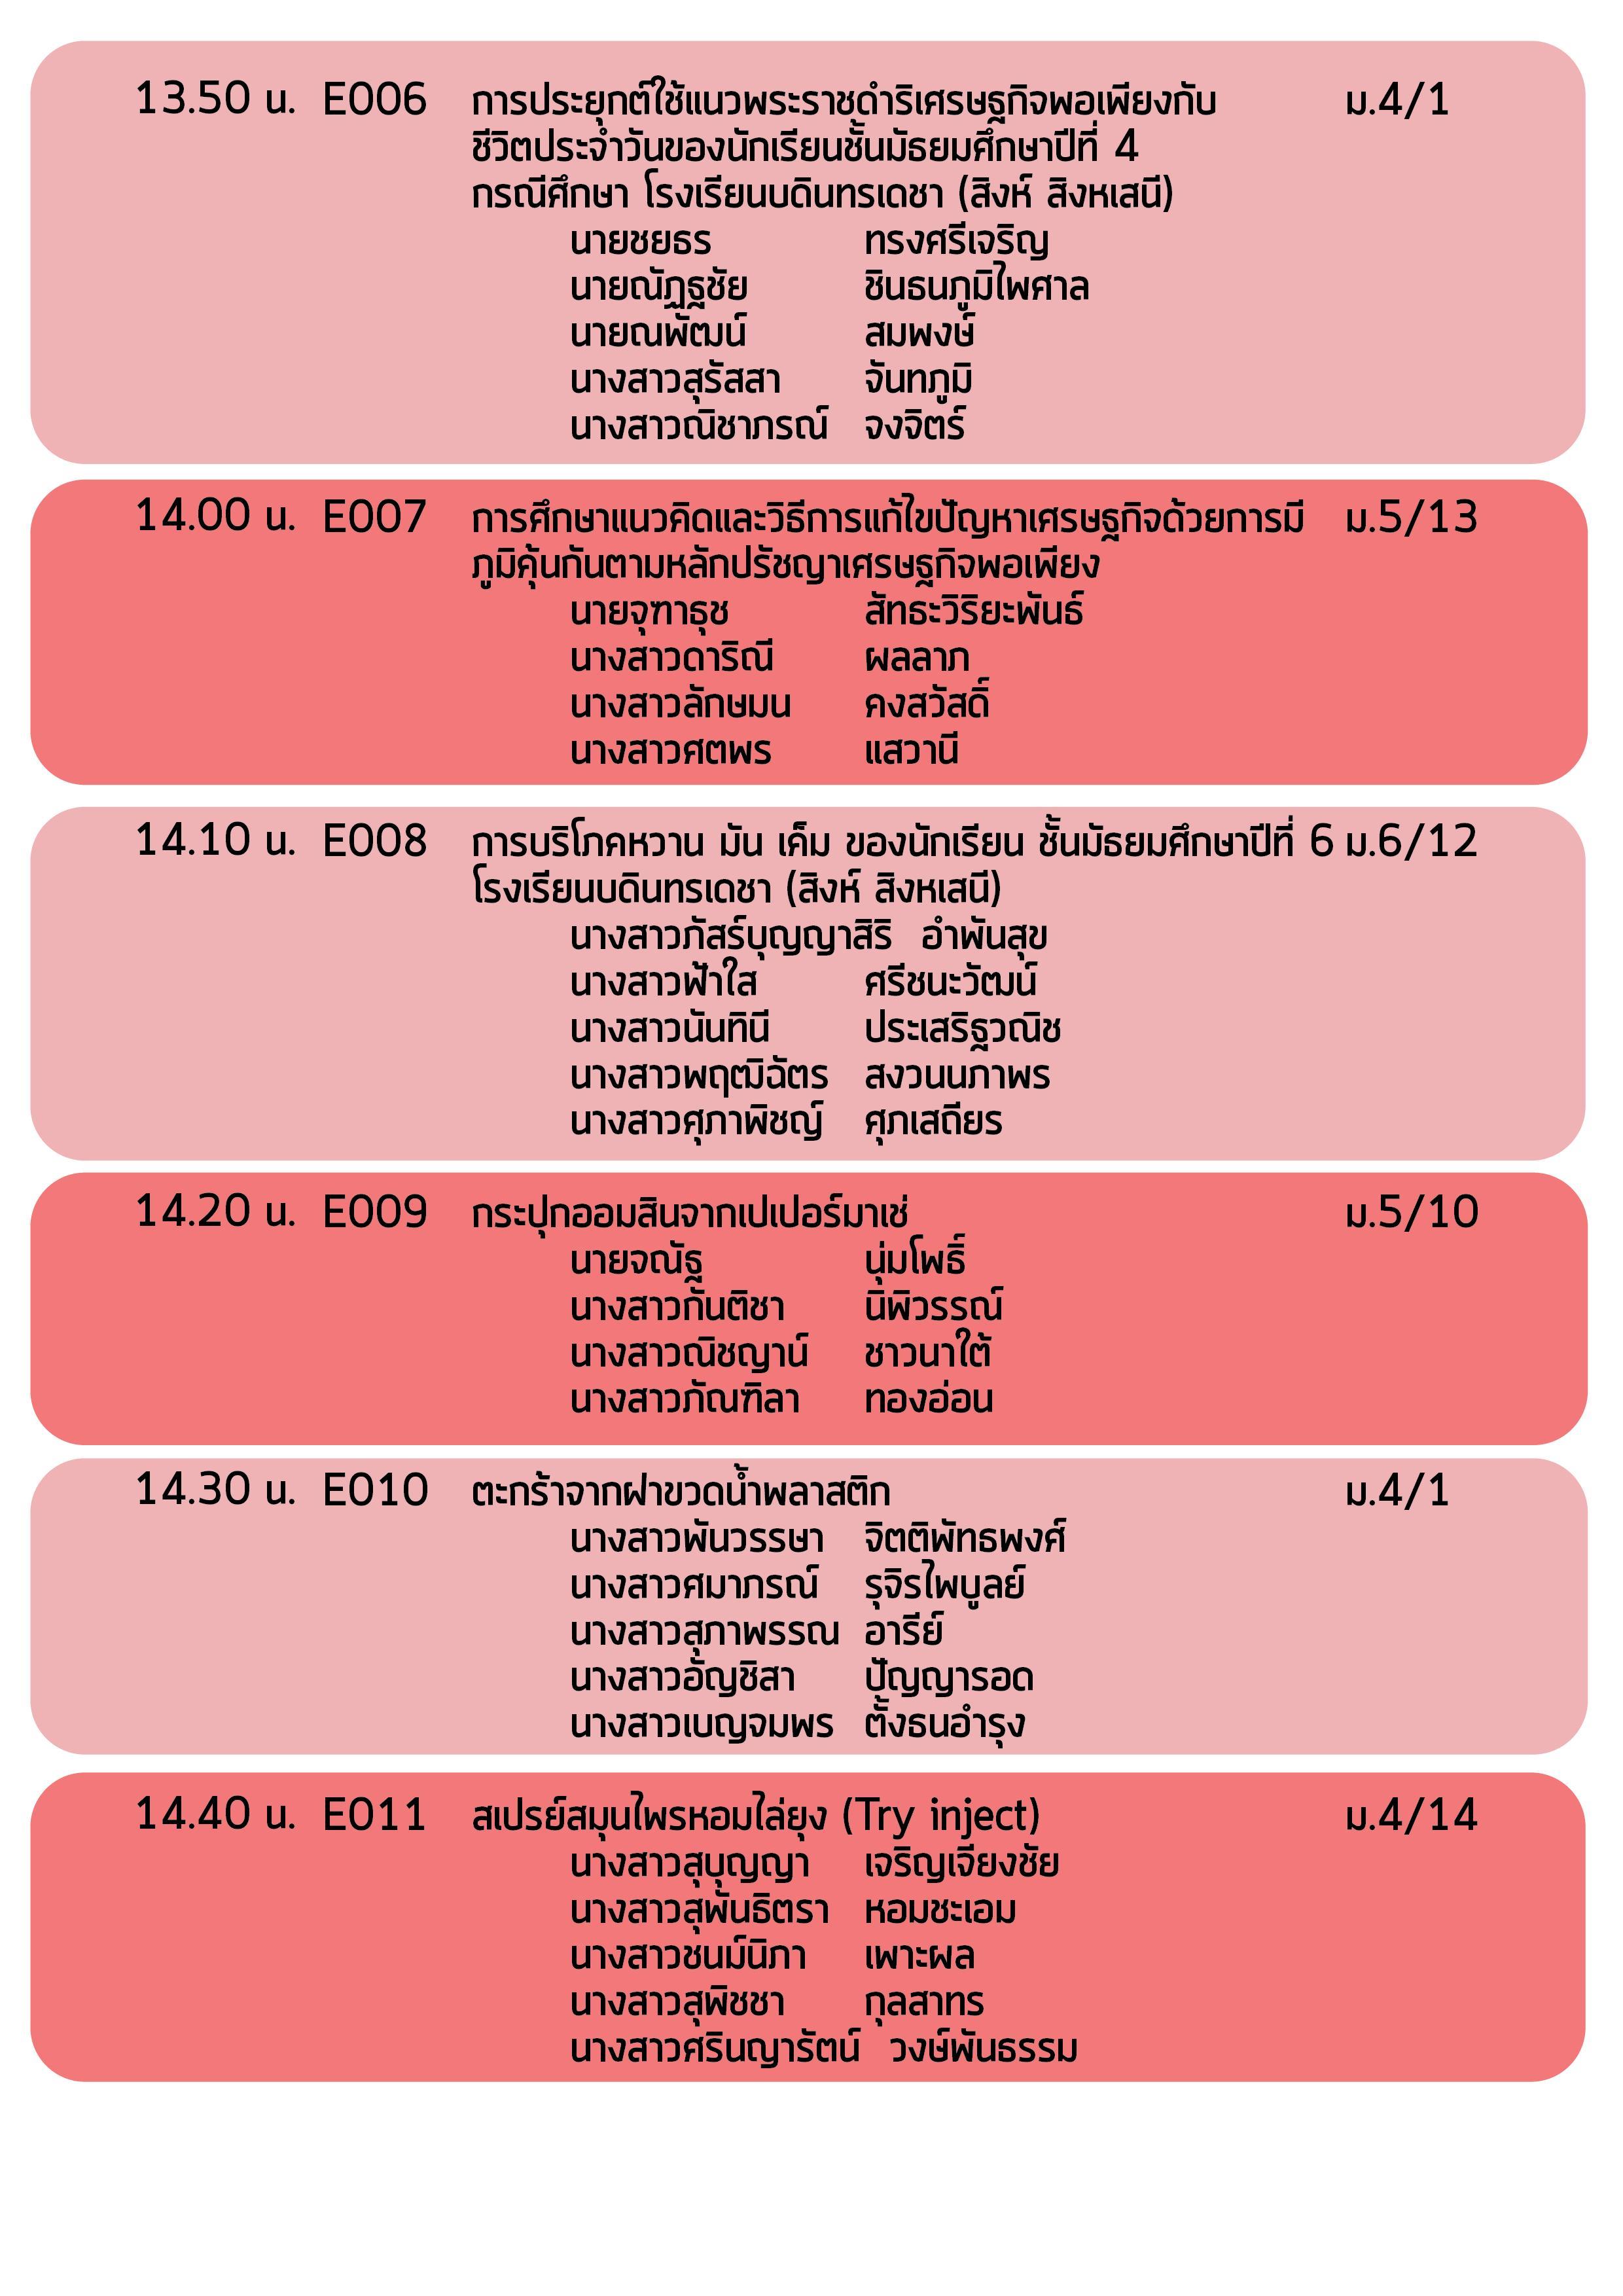 13.50 น. E006 การประยุกต์ใช้แนวพระราชดำริเศรษฐกิจพอเพียงกับ ม.4/1
ชีวิตประจำวันของนักเรียนชั้นมัธยมศึกษาปีที่ 4
กรณีศึกษา โรงเรียนบดินทรเดชา (สิงห์ สิงหเสนี)
นายชยธร ทรงศรีเจริญ
นายณัฏฐชัย ชินธนภูมิไพศาล
นายณพัฒน์ สมพงษ์
นางสาวสุรัสสา จันทภูมิ
นางสาวณิชาภรณ์ จงจิตร์
14.00 น. E007 การศึกษาแนวคิดและวิธีการแก้ไขปัญหาเศรษฐกิจด้วยการมี ม.5/13
ภูมิคุ้นกันตามหลักปรัชญาเศรษฐกิจพอเพียง
นายจุฑาธุช สัทธะวิริยะพันธ์
นางสาวดาริณี ผลลาภ
นางสาวลักษมน คงสวัสดิ์
นางสาวศตพร แสวานี
14.10 น. E008 การบริโภคหวาน มัน เค็ม ของนักเรียน ชั้นมัธยมศึกษาปีที่ 6 ม.6/12
โรงเรียนบดินทรเดชา (สิงห์ สิงหเสนี)
นางสาวภัสร์บุญญาสิริ อำพันสุข
นางสาวฟ้าใส ศรีชนะวัฒน์
นางสาวนันทินี ประเสริฐวณิช
นางสาวพฤฒิฉัตร สงวนนภาพร
นางสาวศุภาพิชญ์ ศุภเสถียร
14.20 น. E009 กระปุกออมสินจากเปเปอร์มาเช่ ม.5/10
นายจณัฐ นุ่มโพธิ์
นางสาวกันติชา นิพิวรรณ์
นางสาวณิชญาน์ ชาวนาใต้
นางสาวภัณฑิลา ทองอ่อน
14.30 น. E010 ตะกร้าจากฝาขวดน้ำพลาสติก ม.4/1
นางสาวพันวรรษา จิตติพัทธพงศ์
นางสาวศมาภรณ์ รุจิรไพบูลย์
นางสาวสุภาพรรณ อารีย์
นางสาวอัญชิสา ปัญญารอด
นางสาวเบญจมพร ตั้งธนอำรุง
14.40 น. E011 สเปรย์สมุนไพรหอมไล่ยุง (Try inject) ม.4/14
นางสาวสุบุญญา เจริญเจียงชัย
นางสาวสุพันธิตรา หอมชะเอม
นางสาวชนม์นิภา เพาะผล
นางสาวสุพิชชา กุลสาทร
นางสาวศรินญารัตน์ วงษ์พันธรรม